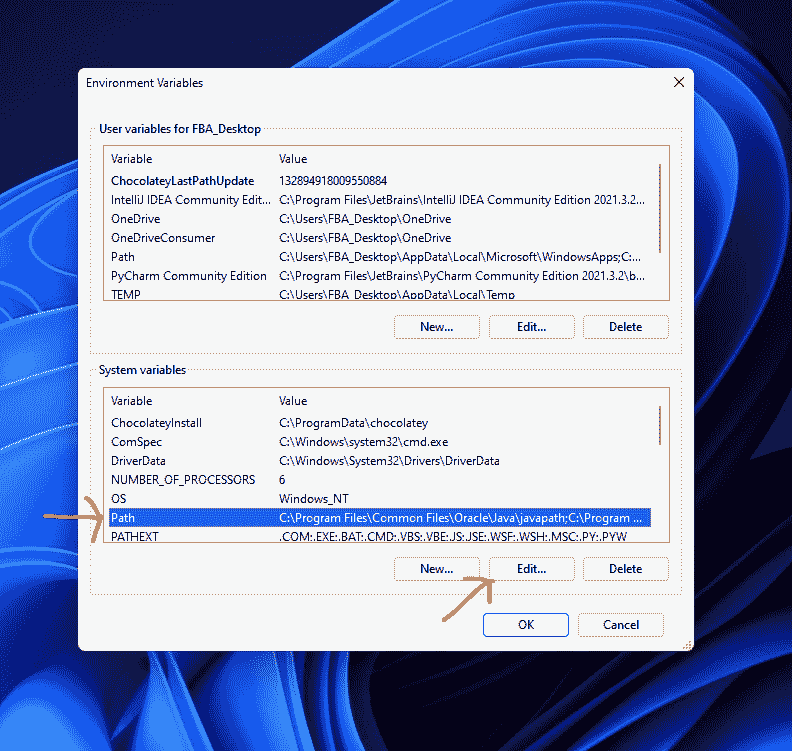 Environment Variables
User variables for FBA_Desktop
Variable Value
ChocolateyLastPathUpdate 132894918009550884
IntelliJ IDEA Community Edit... C:\Program Files\JetBrains\IntelliJ IDEA Community Edition 2021.3.2...
OneDrive C:\Users\FBA_Desktop\OneDrive
OneDriveConsumer C:\Users\FBA_Desktop\OneDrive
Path C:\Users\FBA_Desktop\AppData\Local\Microsoft\WindowsApps;C:...
PyCharm Community Edition C:\Program Files\JetBrains\PyCharm Community Edition 2021.3.2\b...
TEMP C:\Users\FBA_Desktop\AppData\Local\Temp
New... Edit... Delete
System variables
Variable Value
ChocolateyInstall C:\ProgramData\chocolatey
ComSpec C:\Windows\system32\cmd.exe
DriverData C:\Windows\System32\Drivers\DriverData
NUMBER_OF_PROCESSORS 6
OS Windows_NT
Path C:\Program Files\Common Files\Oracle\Java\javapath;C:\Program ...
PATHEXT .COM;.EXE;.BAT;.CMD;.VBS;.VBE;.JS;.JSE;.WSF;.WSH;.MSC;.PY;.PYW
New... Edit... Delete
OK Cancel